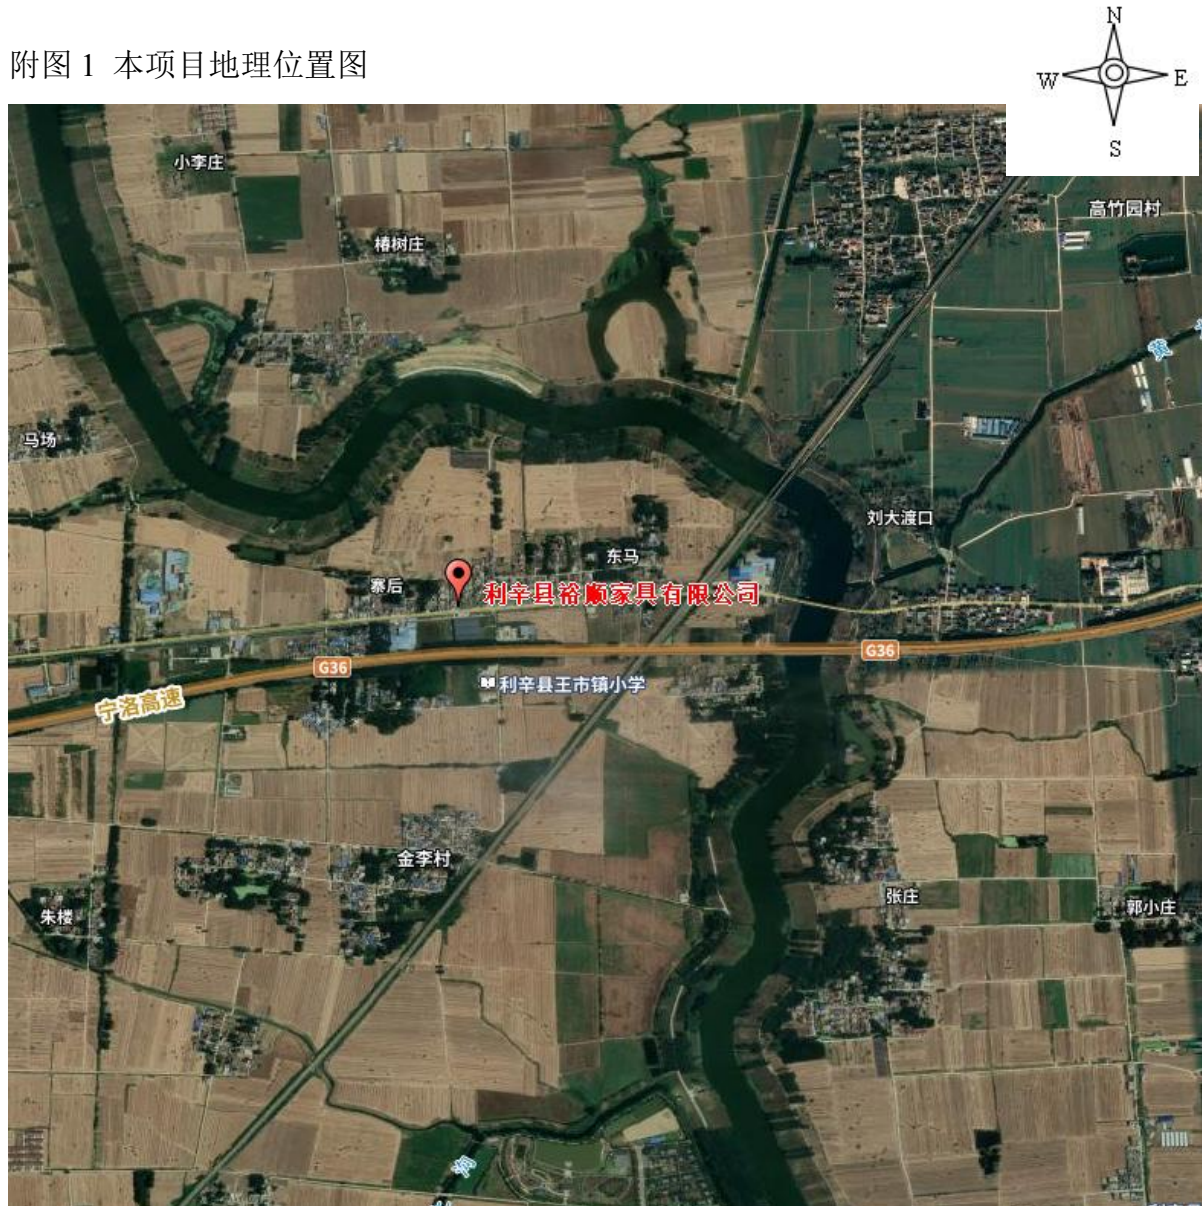 N
附图 1 本项目地理位置图
W E
S
小李庄
高竹园村
椿树庄
黄
马场
刘大渡口
东马
寨后
利辛县裕顺家具有限公司
G36
G36
利辛县王市镇小学
宁洛高速
金李村
张庄
郭小庄
朱楼
沟